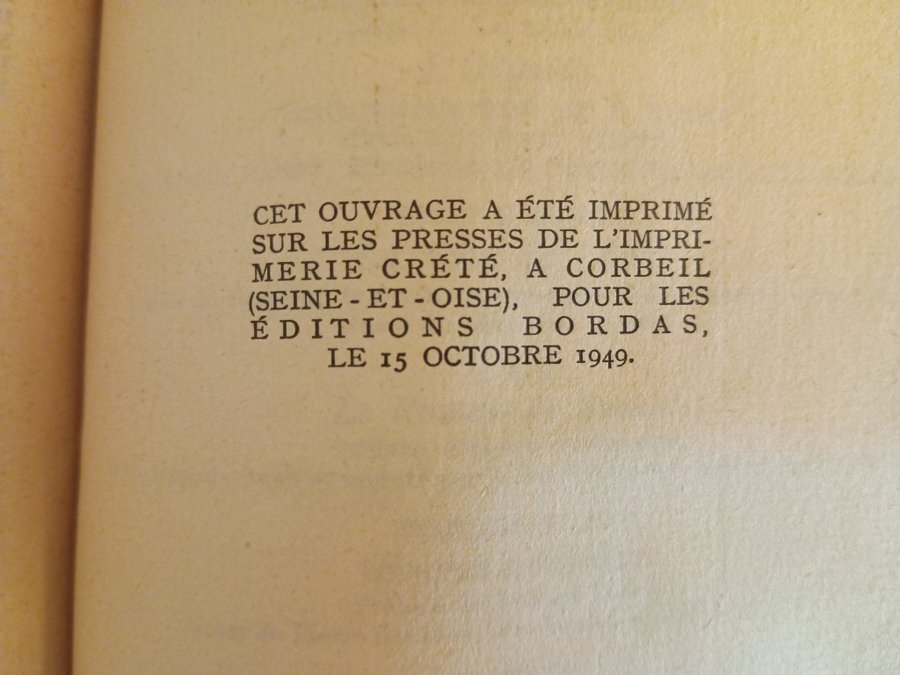 CET OUVRAGE A ÉTÉ IMPRIMÉ
SUR LES PRESSES DE L'IMPRI-
MERIE CRÉTÉ, A CORBEIL
(SEINE-ET-OISE), POUR LES
ÉDITIONS BORDAS,
LE 15 OCTOBRE 1949.